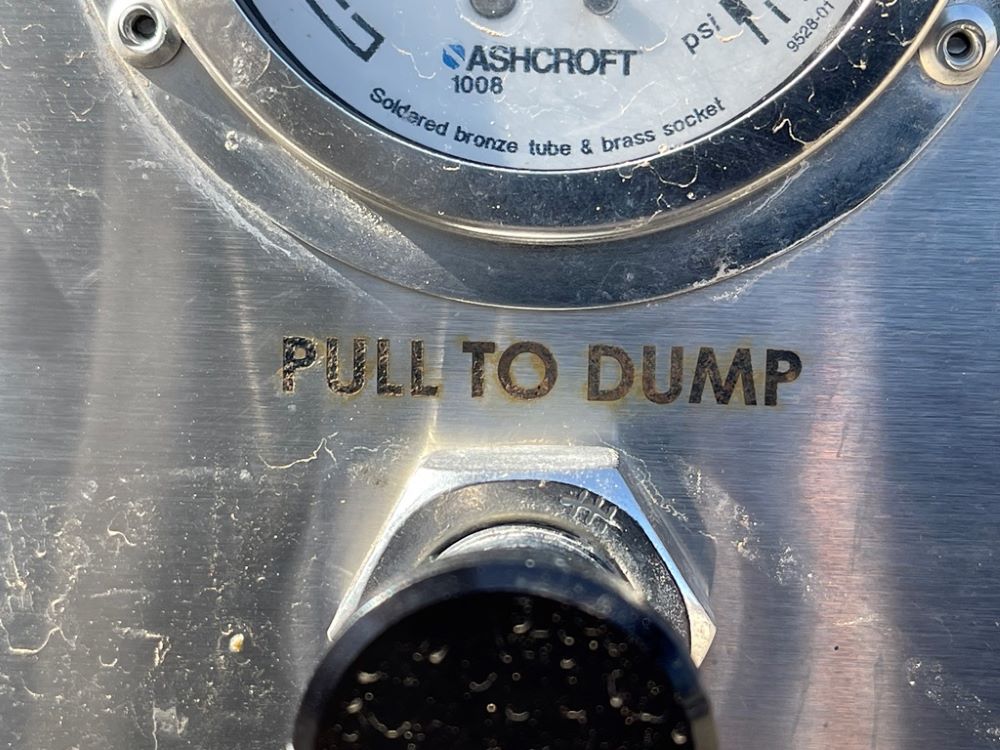 ASHCROFT
psi
9528-01
1008
Soldered bronze tube & brass socket
PULL TO DUMP